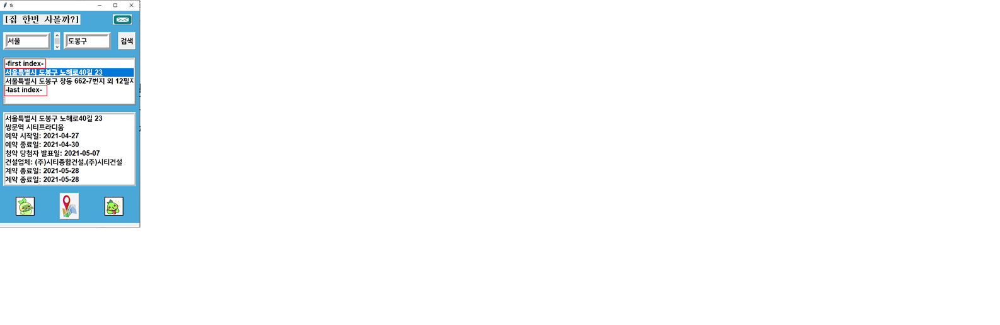 tk
[집 한번 사볼까?]
서울
도봉구
검색
-first index-
서울특별시 도봉구 노해로40길 23
서울특별시 도봉구 창동 662-7번지 외 12필지
-last index-
서울특별시 도봉구 노해로40길 23
쌍문역 시티프라디움
예약 시작일: 2021-04-27
예약 종료일: 2021-04-30
청약 당첨자 발표일: 2021-05-07
건설업체: (주)시티종합건설,(주)시티건설
계약 종료일: 2021-05-28
계약 종료일: 2021-05-28